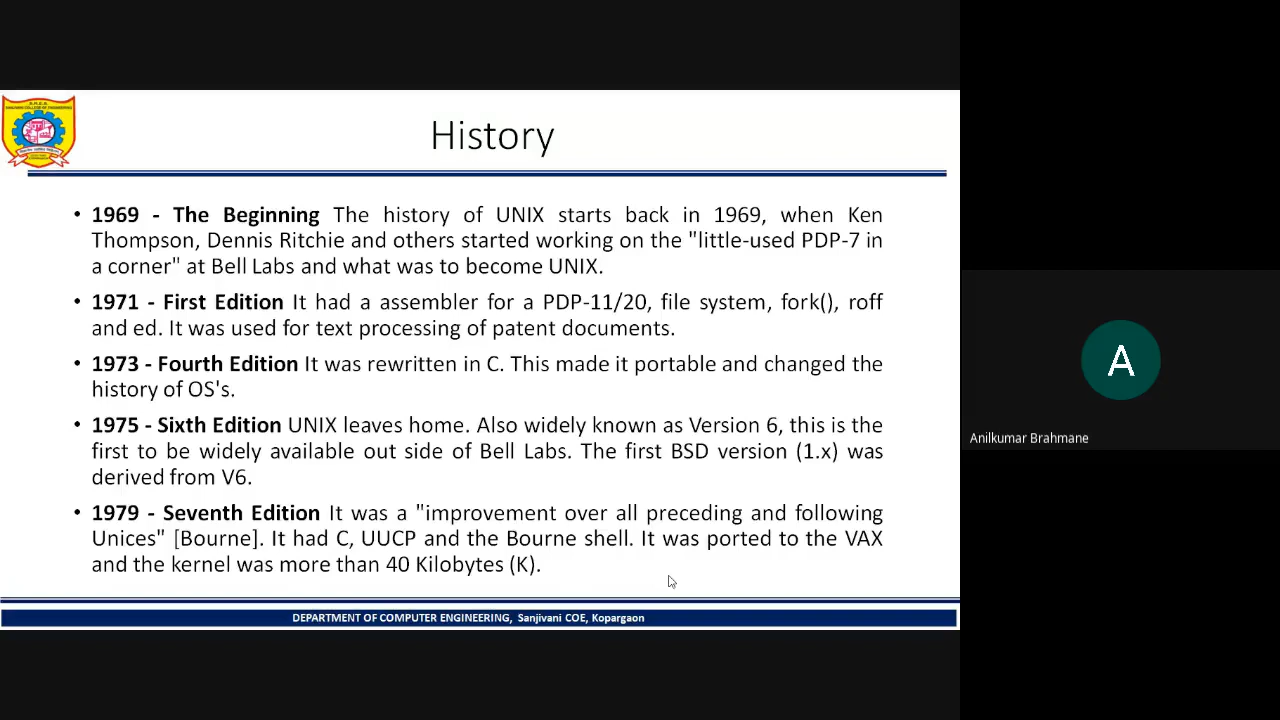 History
• 1969 - The Beginning The history of UNIX starts back in 1969, when Ken
Thompson, Dennis Ritchie and others started working on the "little-used PDP-7 in
a corner" at Bell Labs and what was to become UNIX.
• 1971 - First Edition It had a assembler for a PDP-11/20, file system, fork(), roff
and ed. It was used for text processing of patent documents.
• 1973 - Fourth Edition It was rewritten in C. This made it portable and changed the
history of OS's.
• 1975 - Sixth Edition UNIX leaves home. Also widely known as Version 6, this is the
first to be widely available out side of Bell Labs. The first BSD version (1.x) was
derived from V6.
• 1979 - Seventh Edition It was a "improvement over all preceding and following
Unices" [Bourne]. It had C, UUCP and the Bourne shell. It was ported to the VAX
and the kernel was more than 40 Kilobytes (K).
DEPARTMENT OF COMPUTER ENGINEERING, Sanjivani COE, Kopargaon
A
Anilkumar Brahmane